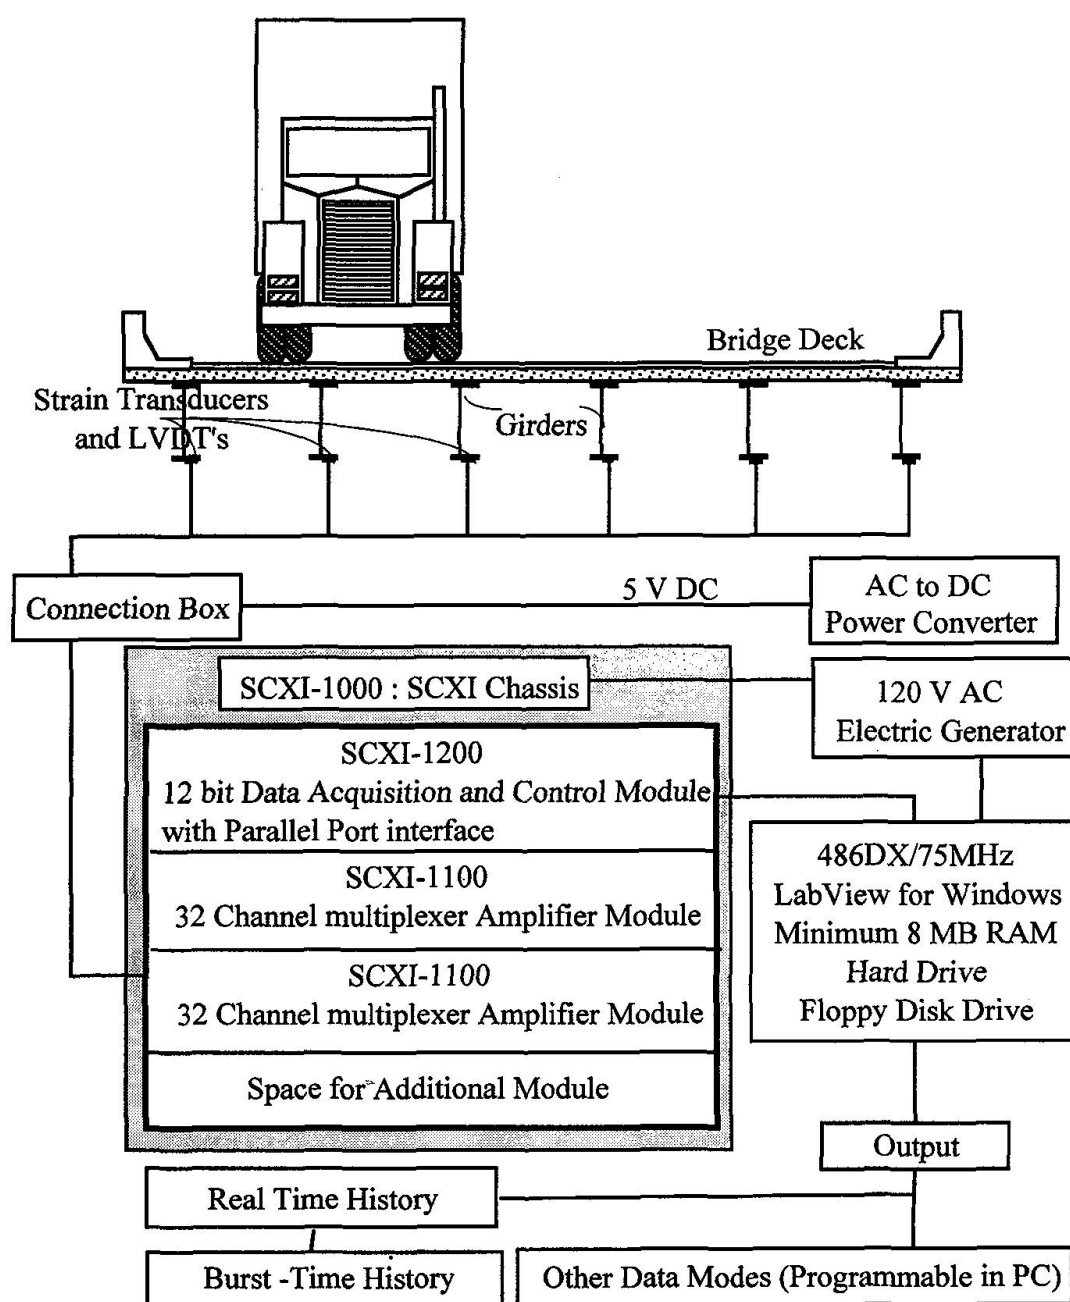 Bridge Deck
Strain Transducers
and LVDT's
Girders
5 V DC
AC to DC
Power Converter
Connection Box
SCXI-1000 : SCXI Chassis
120 V AC
Electric Generator
SCXI-1200
12 bit Data Acquisition and Control Module
with Parallel Port interface
486DX/75MHz
LabView for Windows
Minimum 8 MB RAM
Hard Drive
Floppy Disk Drive
SCXI-1100
32 Channel multiplexer Amplifier Module
SCXI-1100
32 Channel multiplexer Amplifier Module
Space for Additional Module
Output
Real Time History
Burst -Time History
Other Data Modes (Programmable in PC)